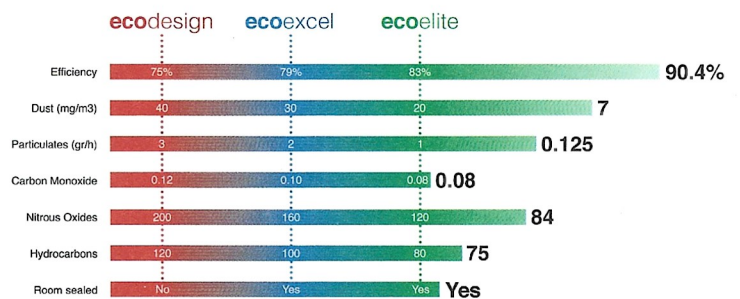 ecodesign ecoexcel ecoelite
Efficiency 75% 79% 83% 90.4%
Dust (mg/m3) 40 30 20 7
Particulates (gr/h) 3 2 1 0.125
Carbon Monoxide 0.12 0.10 0.08 0.08
Nitrous Oxides 200 160 120 84
Hydrocarbons 120 100 80 75
Room sealed No Yes Yes Yes